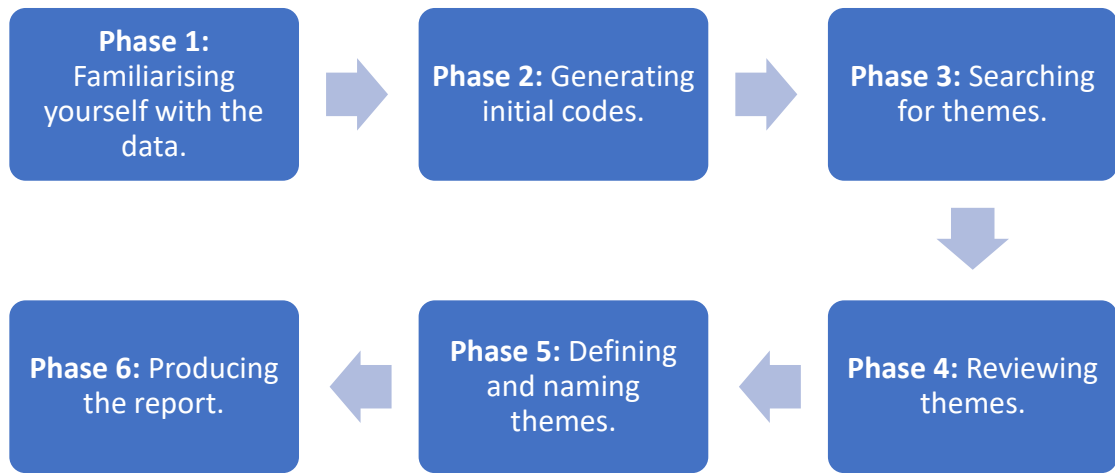 Phase 1:
Familiarising
yourself with the
data.
Phase 2: Generating
initial codes.
Phase 3: Searching
for themes.
Phase 4: Reviewing
themes.
Phase 5: Defining
and naming
themes.
Phase 6: Producing
the report.